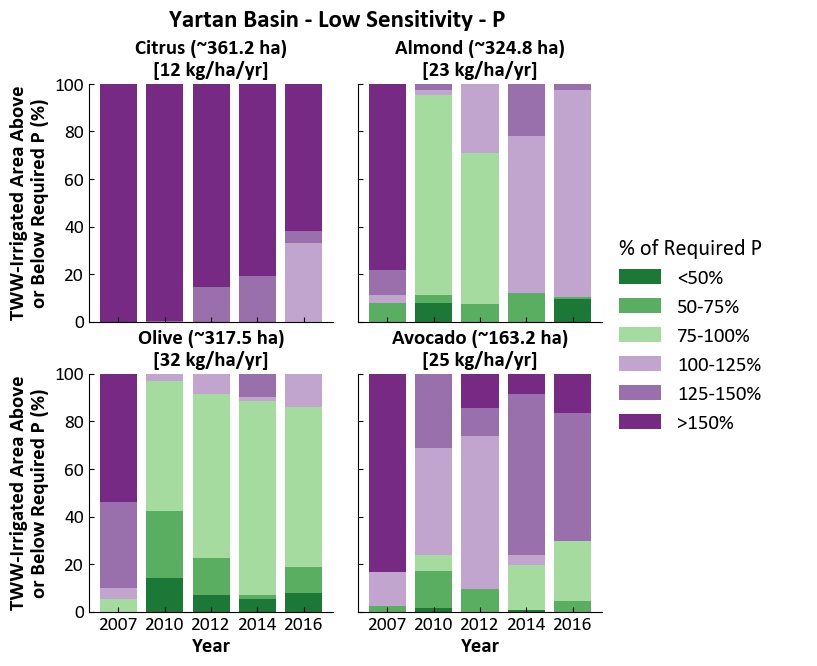 Yartan Basin - Low Sensitivity - P
Citrus (~361.2 ha)
[12 kg/ha/yr]
Almond (~324.8 ha)
[23 kg/ha/yr]
TWW-Irrigated Area Above
or Below Required P (%)
100
80
60
40
20
0
% of Required P
<50%
50-75%
75-100%
100-125%
125-150%
>150%
Olive (~317.5 ha)
[32 kg/ha/yr]
Avocado (~163.2 ha)
[25 kg/ha/yr]
TWW-Irrigated Area Above
or Below Required P (%)
100
80
60
40
20
0
2007 2010 2012 2014 2016
Year
2007 2010 2012 2014 2016
Year